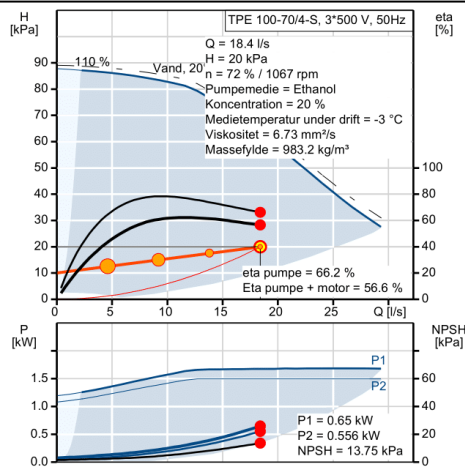 H
[kPa]
TPE 100-70/4-S, 3*500 V, 50Hz
eta
[%]
110 %
Vand, 20
Q = 18.4 l/s
H = 20 kPa
n = 72 % / 1067 rpm
Pumpemedie = Ethanol
Koncentration = 20 %
Medietemperatur under drift = -3 °C
Viskositet = 6.73 mm²/s
Massefylde = 983.2 kg/m³
90
80
70
60
50
40
30
20
10
0
100
80
60
40
20
0
eta pumpe = 66.2 %
Eta pumpe + motor = 56.6 %
0
5
10
15
20
25
Q [l/s]
P
[kW]
NPSH
[kPa]
P1
P2
1.5
1.0
0.5
0.0
60
40
20
0
P1 = 0.65 kW
P2 = 0.556 kW
NPSH = 13.75 kPa